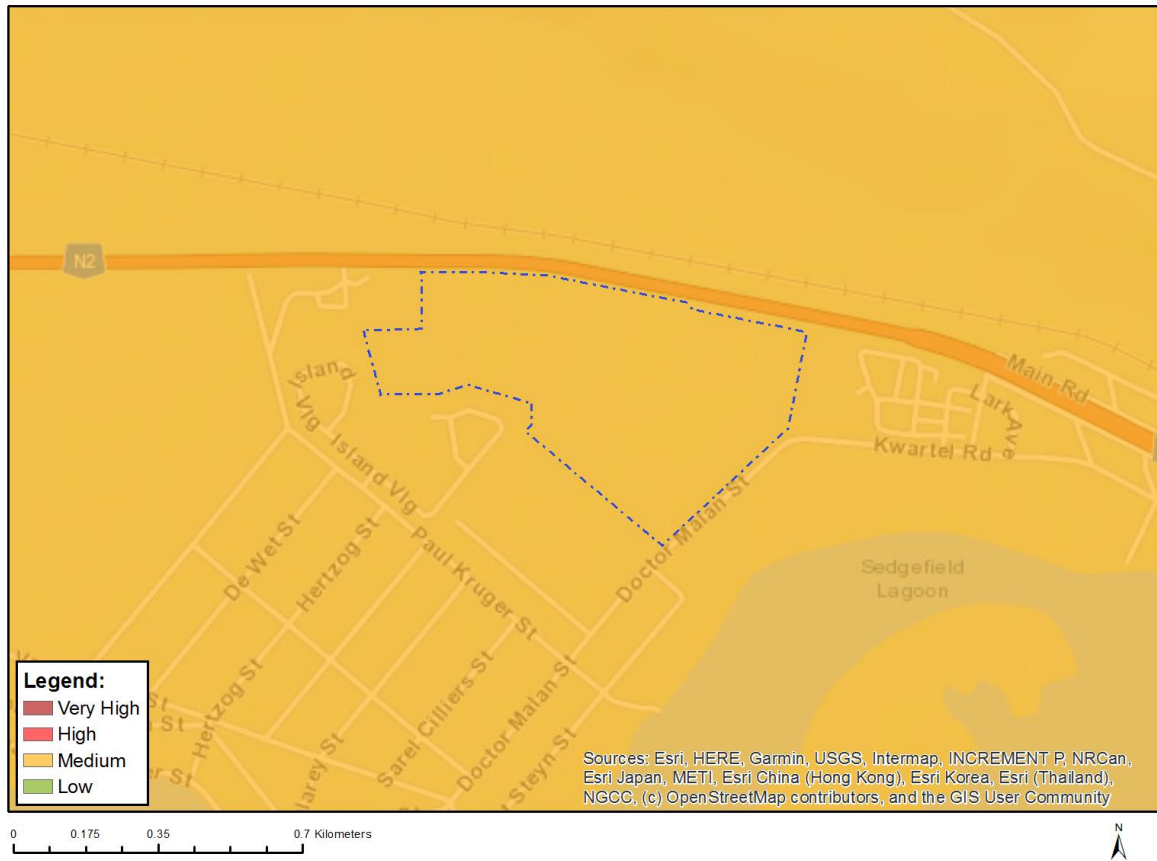 N2
Main Rd
Island
Vlg
Island Vlg
Lark Ave
Kwartel Rd
De Wet St
Hertzog St
Paul Kruger St
Doctor Malan St
Sedgefield
Lagoon
Hertzog St
Sarel Cilliers St
Doctor Malan St
Steyn St
St
St
St
Legend:
Very High
High
Medium
Low
Sources: Esri, HERE, Garmin, USGS, Intermap, INCREMENT P, NRCan,
Esri Japan, METI, Esri China (Hong Kong), Esri Korea, Esri (Thailand),
NGCC, (c) OpenStreetMap contributors, and the GIS User Community
0 0.175 0.35 0.7 Kilometers
N